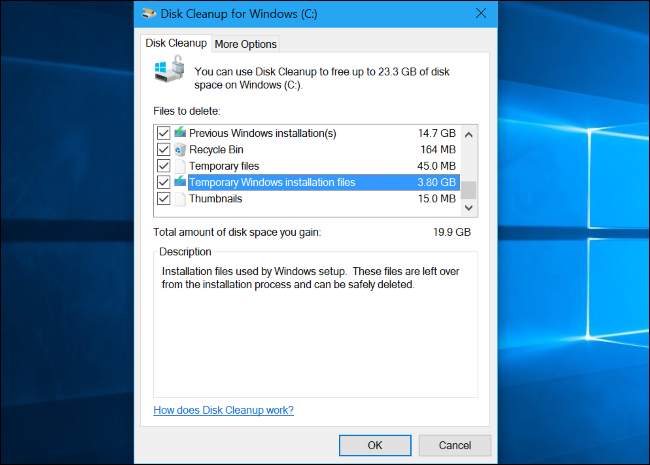 Disk Cleanup for Windows (C:)
Disk Cleanup
More Options
You can use Disk Cleanup to free up to 23.3 GB of disk
space on Windows (C:).
Files to delete:
Previous Windows installation(s) 14.7 GB
Recycle Bin 164 MB
Temporary files 45.0 MB
Temporary Windows installation files 3.80 GB
Thumbnails 15.0 MB
Total amount of disk space you gain: 19.9 GB
Description
Installation files used by Windows setup. These files are left over
from the installation process and can be safely deleted.
How does Disk Cleanup work?
OK Cancel